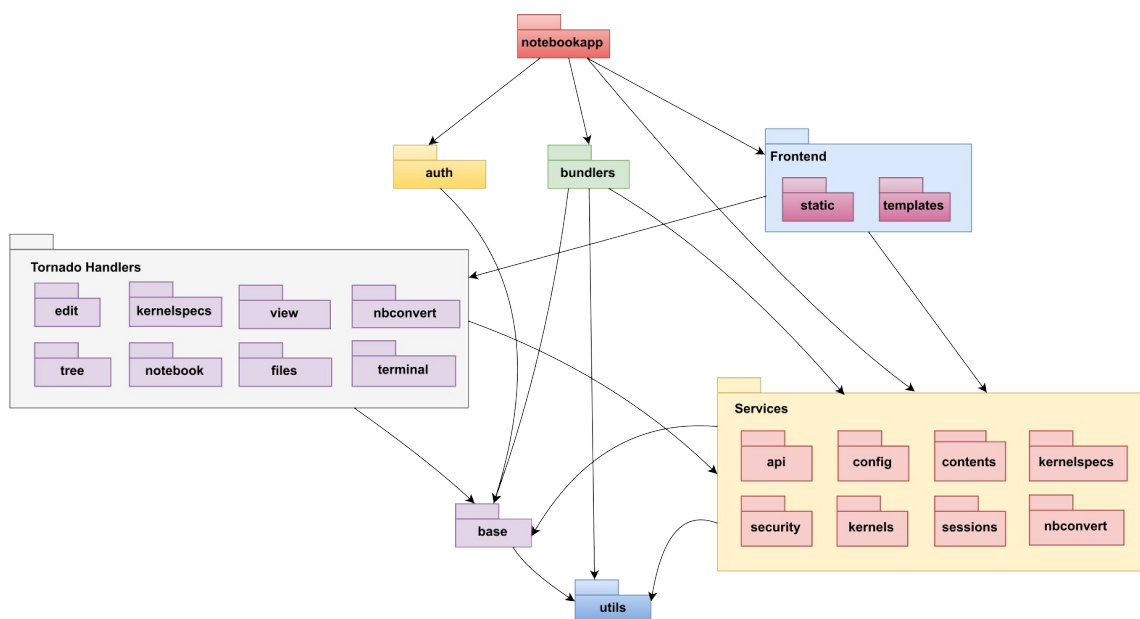 notebookapp
auth
bundlers
Frontend
static
templates
Tornado Handlers
edit
kernelspecs
view
nbconvert
tree
notebook
files
terminal
Services
api
config
contents
kernelspecs
security
kernels
sessions
nbconvert
base
utils